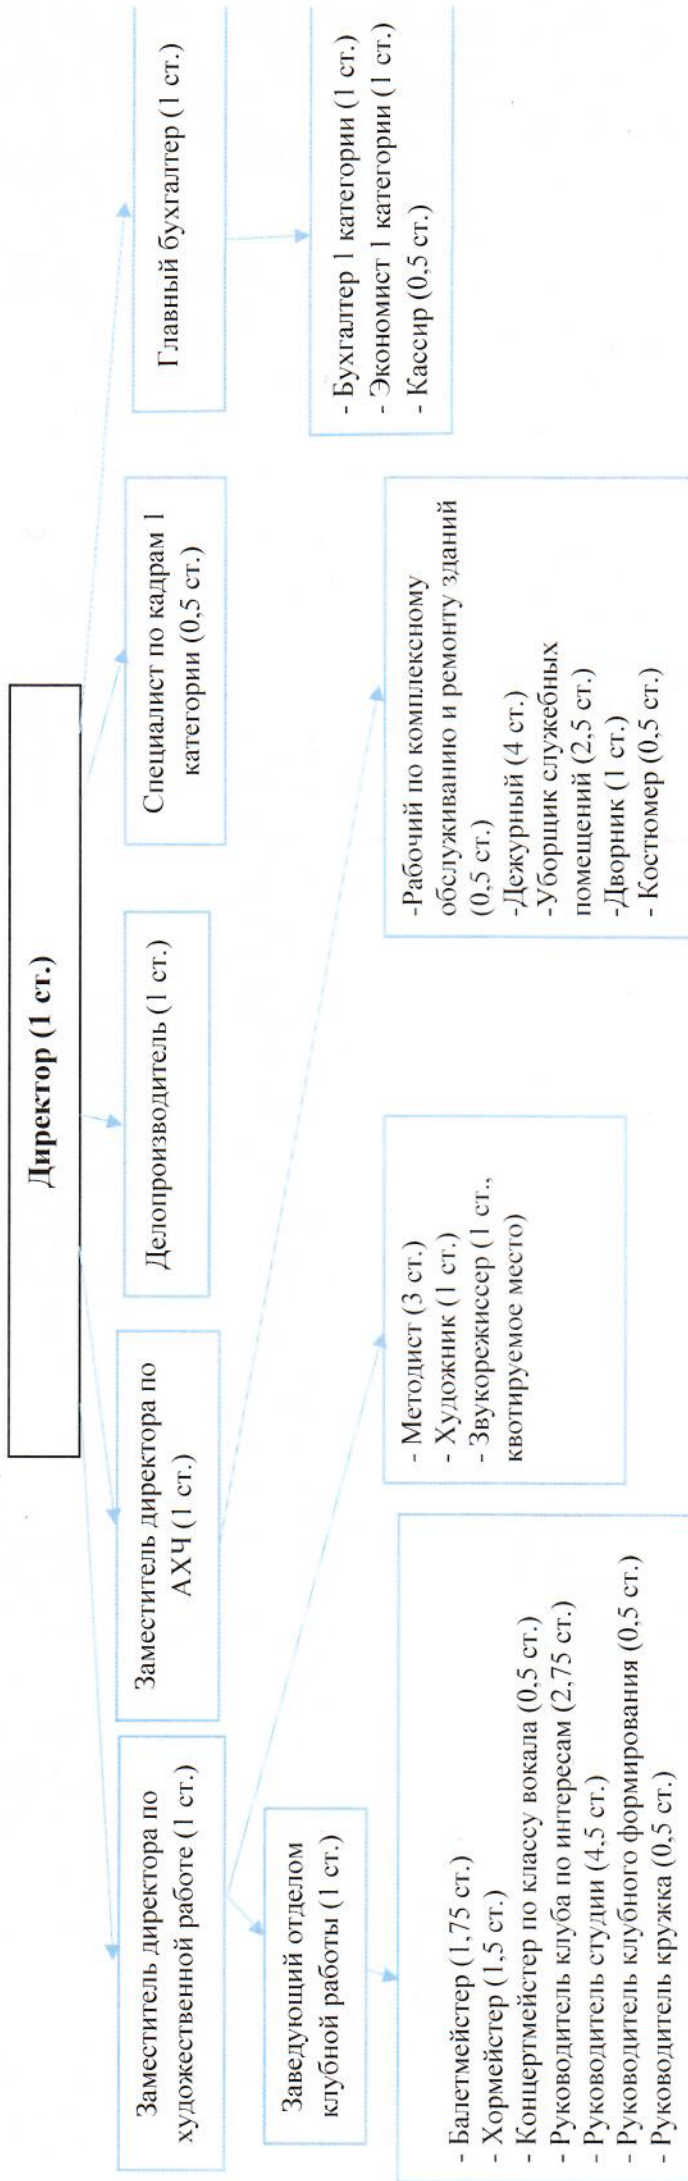 Директор (1 ст.)
Заместитель директора по
художественной работе (1 ст.)
Заместитель директора по
АХЧ (1 ст.)
Делопроизводитель (1 ст.)
Специалист по кадрам 1
категории (0,5 ст.)
Главный бухгалтер (1 ст.)
Заведующий отделом
клубной работы (1 ст.)
- Бухгалтер 1 категории (1 ст.)
- Экономист 1 категории (1 ст.)
- Кассир (0,5 ст.)
- Балетмейстер (1,75 ст.)
- Хормейстер (1,5 ст.)
- Концертмейстер по классу вокала (0,5 ст.)
- Руководитель клуба по интересам (2,75 ст.)
- Руководитель студии (4,5 ст.)
- Руководитель клубного формирования (0,5 ст.)
- Руководитель кружка (0,5 ст.)
- Методист (3 ст.)
- Художник (1 ст.)
- Звукорежиссер (1 ст.,
квотируемое место)
-Рабочий по комплексному
обслуживанию и ремонту зданий
(0,5 ст.)
-Дежурный (4 ст.)
-Уборщик служебных
помещений (2,5 ст.)
-Дворник (1 ст.)
- Костюмер (0,5 ст.)